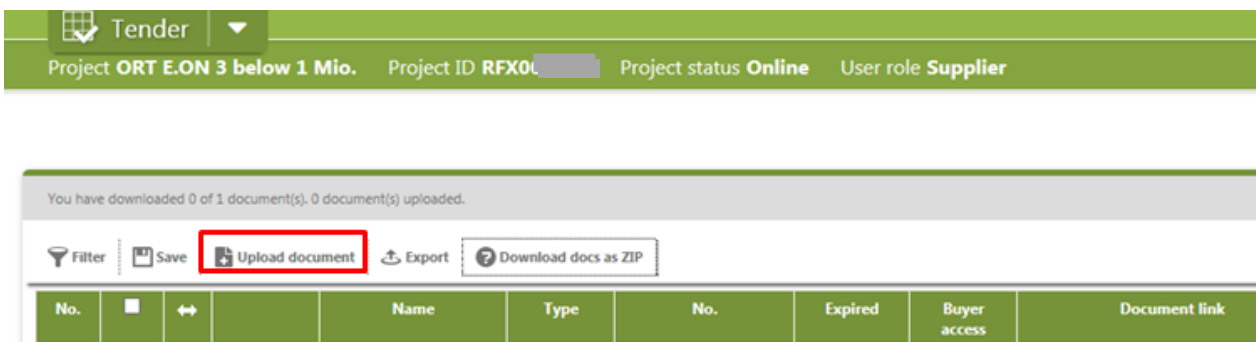 Tender
Project ORT E.ON 3 below 1 Mio. Project ID RFX00 Project status Online User role Supplier
You have downloaded 0 of 1 document(s). 0 document(s) uploaded.
Filter Save Upload document Export Download docs as ZIP
No. Name Type No. Expired Buyer access Document link